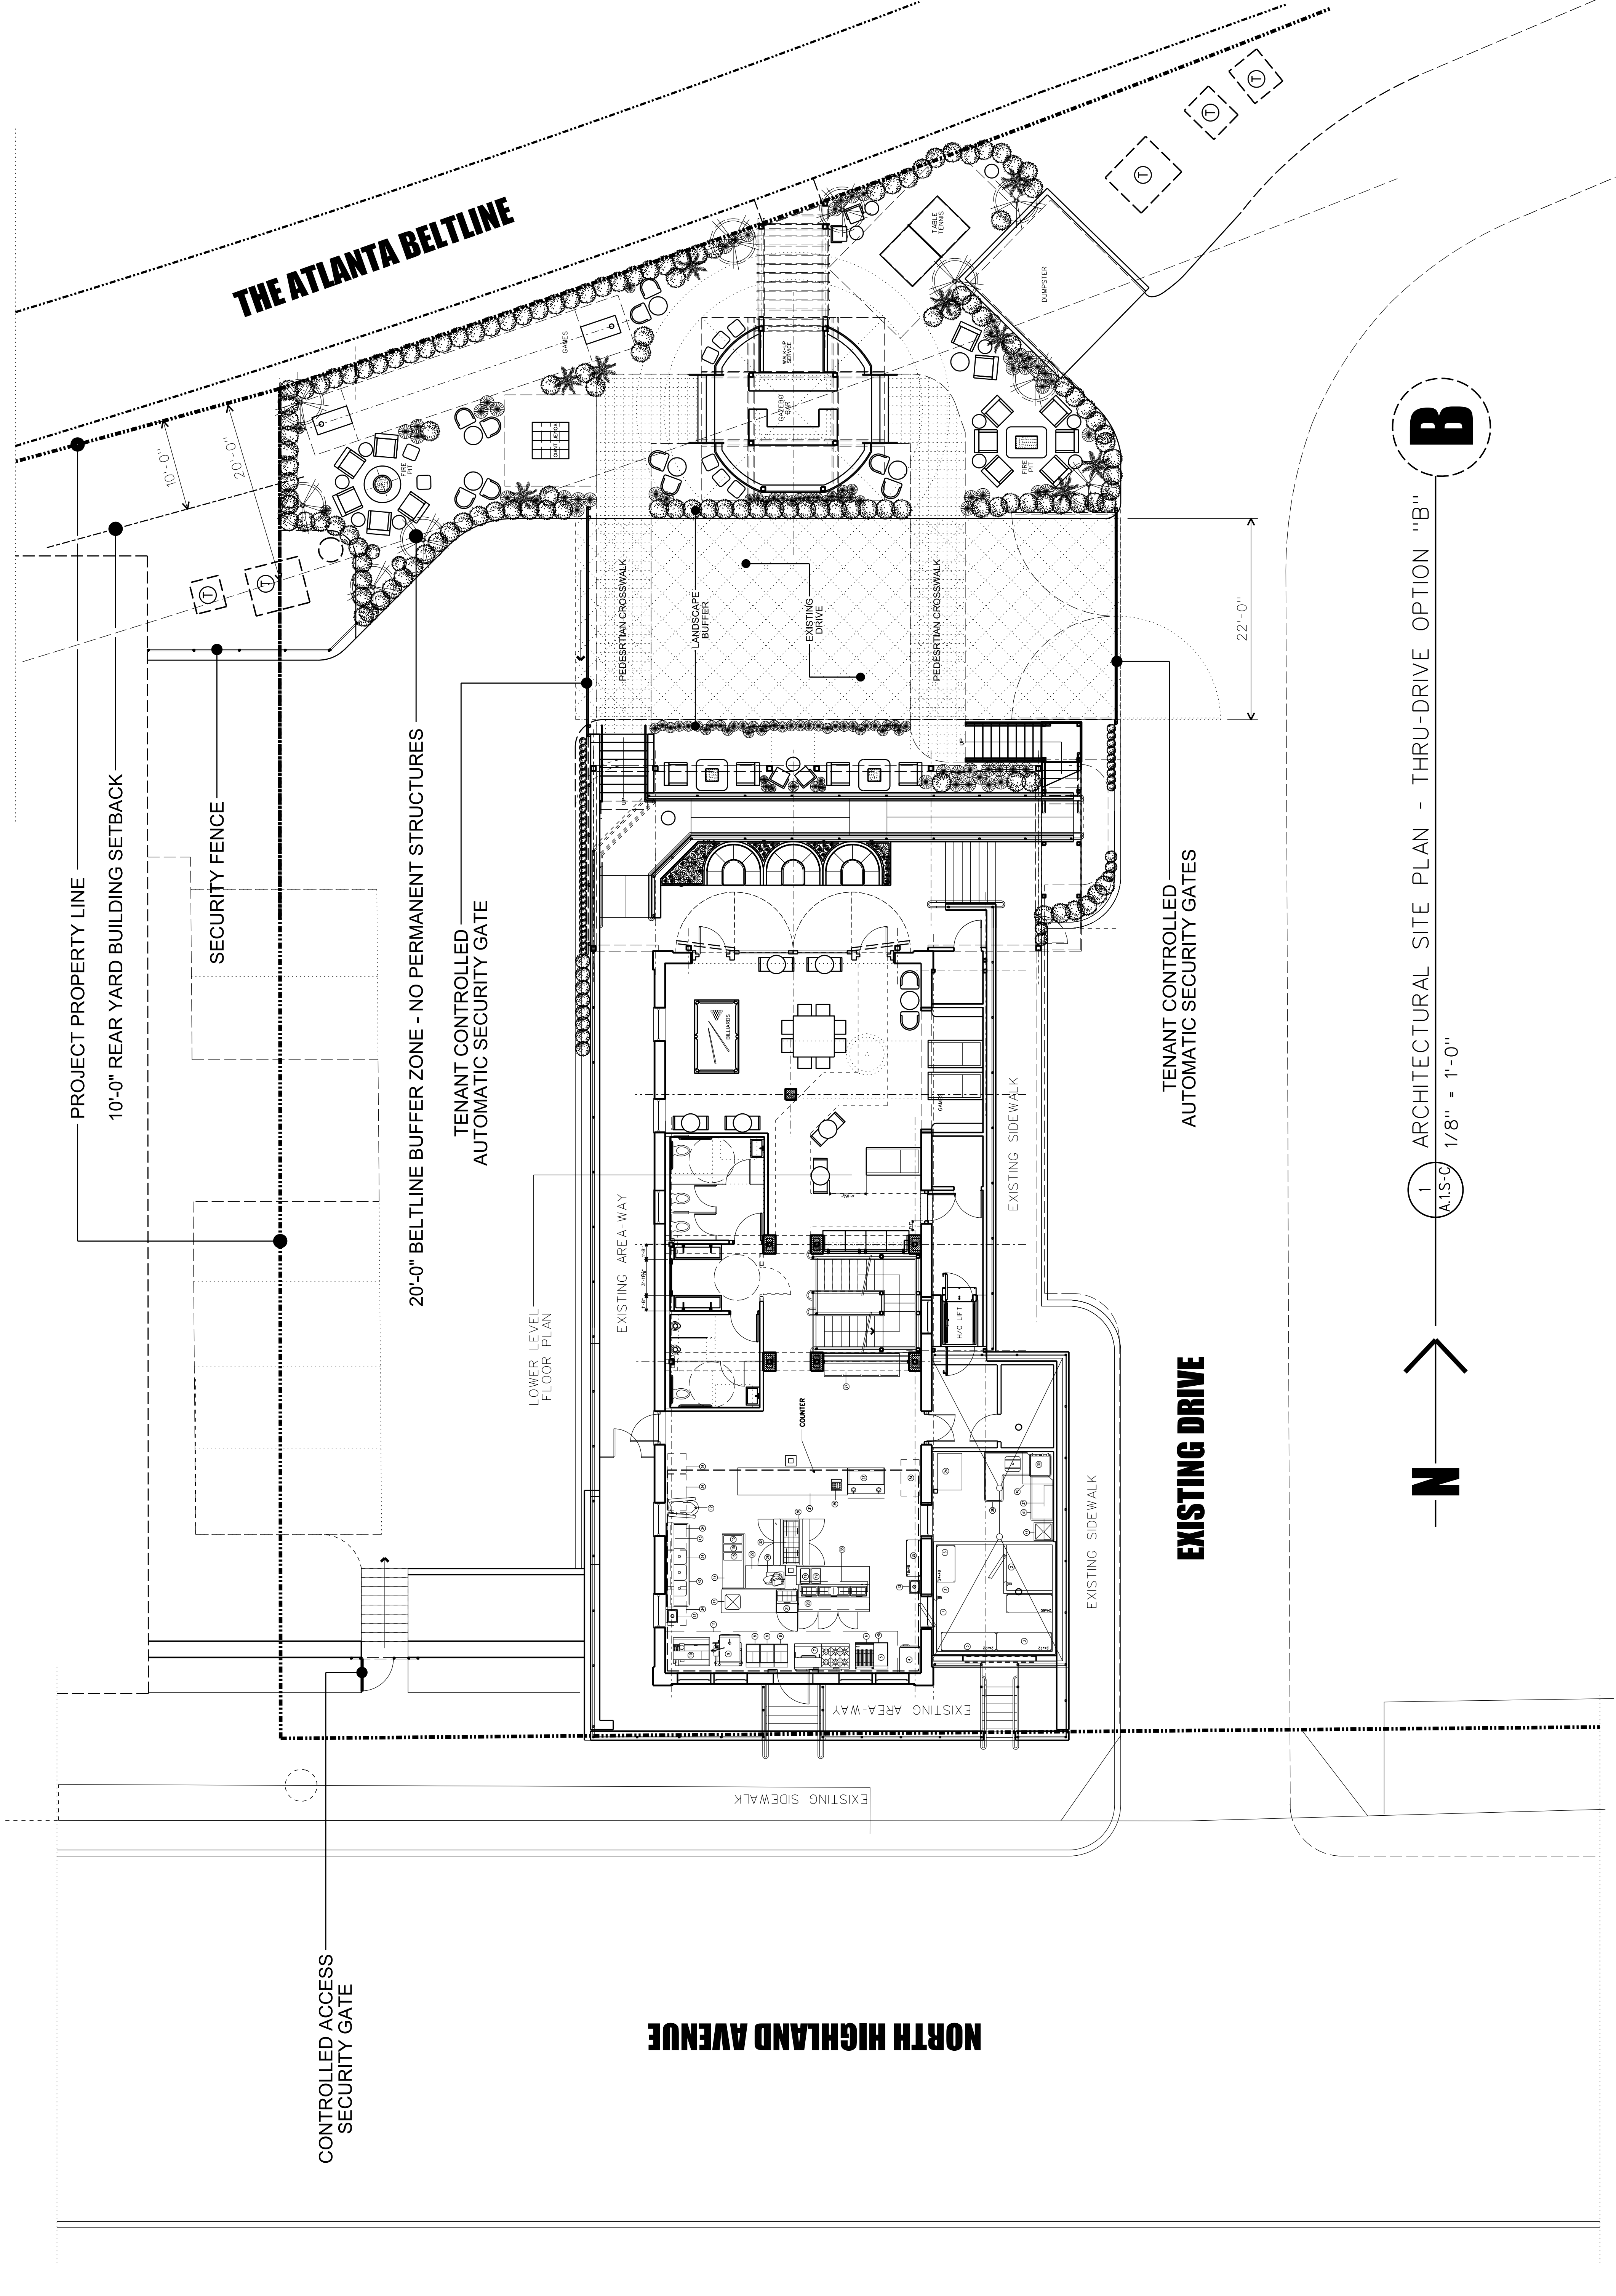 THE ATLANTA BELTLINE
PROJECT PROPERTY LINE
10'-0" REAR YARD BUILDING SETBACK
SECURITY FENCE
20'-0" BELTLINE BUFFER ZONE - NO PERMANENT STRUCTURES
TENANT CONTROLLED
AUTOMATIC SECURITY GATE
10'-0"
20'-0"
T
T
T
T
T
GAMES
FIRE
PIT
GIANT JENGA
WALK-UP
SERVICE
GAZEBO
BAR
TABLE
TENNIS
DUMPSTER
FIRE
PIT
PEDESRTIAN CROSSWALK
LANDSCAPE
BUFFER
EXISTING
DRIVE
PEDESRTIAN CROSSWALK
22'-0"
TENANT CONTROLLED
AUTOMATIC SECURITY GATES
UP
UP
BILLIARDS
GAMES
EXISTING SIDEWALK
EXISTING AREA-WAY
LOWER LEVEL
FLOOR PLAN
H/C LIFT
COUNTER
EXISTING SIDEWALK
EXISTING DRIVE
EXISTING AREA-WAY
EXISTING SIDEWALK
CONTROLLED ACCESS
SECURITY GATE
NORTH HIGHLAND AVENUE
N
1
A.1.S-C
ARCHITECTURAL SITE PLAN - THRU-DRIVE OPTION "B"
1/8" = 1'-0"
B